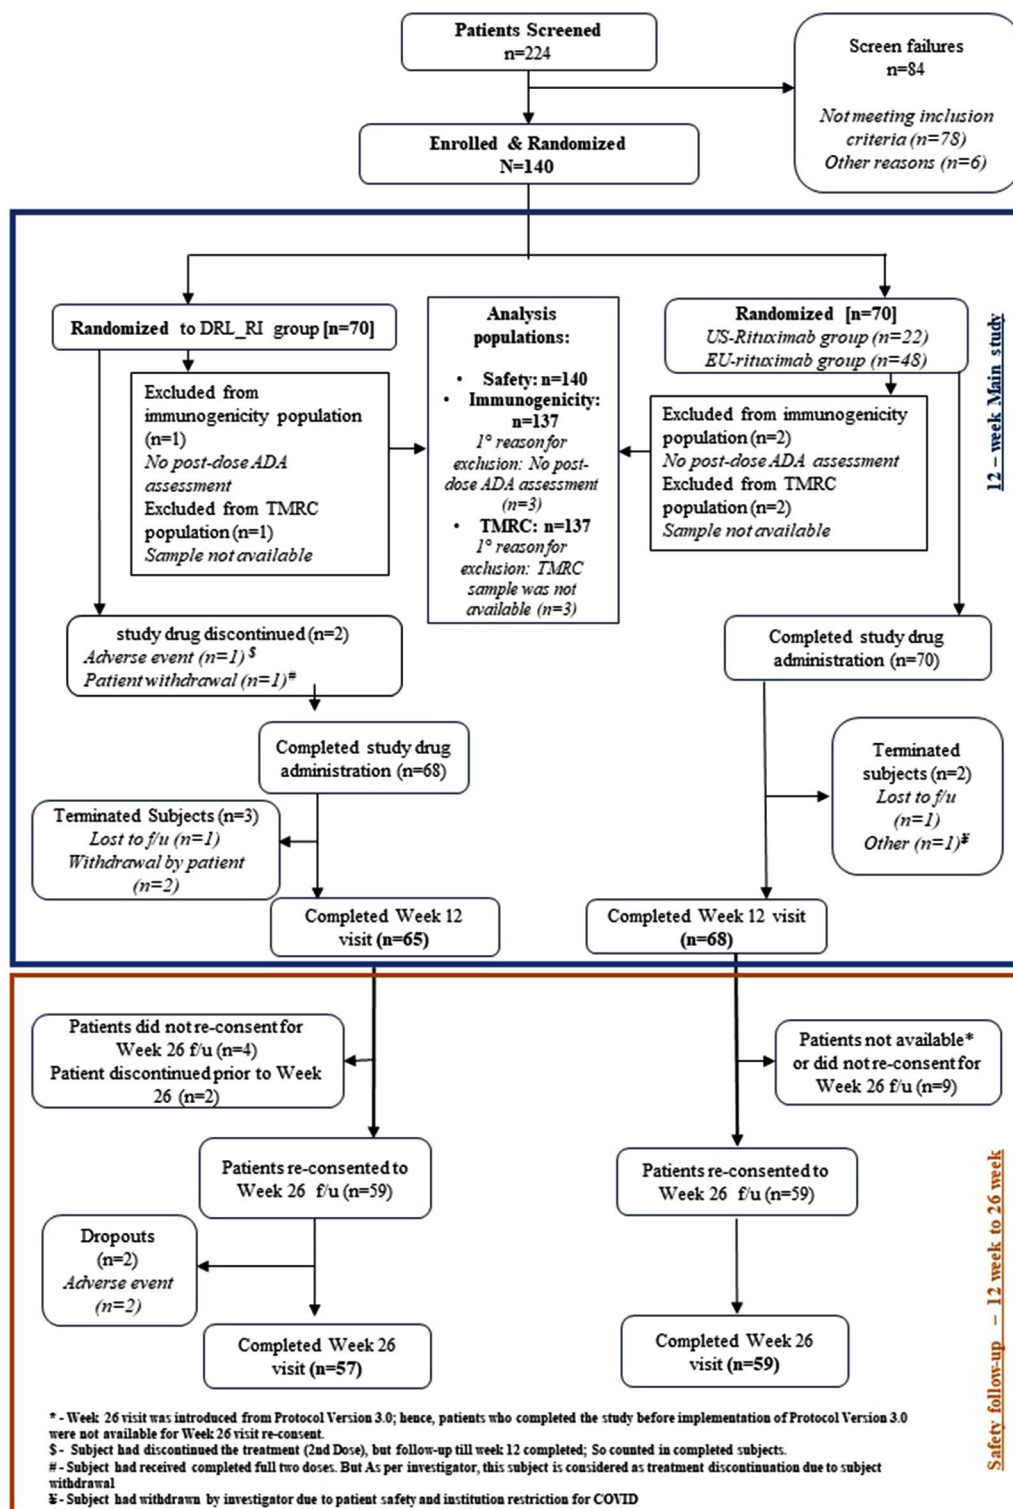 Patients Screened
n=224
Screen failures
n=84
Not meeting inclusion
criteria (n=78)
Other reasons (n=6)
Enrolled & Randomized
N=140
Randomized to DRL_RI group [n=70]
Excluded from
immunogenicity population
(n=1)
No post-dose ADA
assessment
Excluded from TMRC
population (n=1)
Sample not available
Analysis
populations:
• Safety: n=140
• Immunogenicity:
n=137
1° reason for
exclusion: No post-
dose ADA assessment
(n=3)
• TMRC: n=137
1° reason for
exclusion: TMRC
sample was not
available (n=3)
Randomized [n=70]
US-Rituximab group (n=22)
EU-rituximab group (n=48)
Excluded from immunogenicity
population (n=2)
No post-dose ADA assessment
Excluded from TMRC
population (n=2)
Sample not available
12 – week Main study
study drug discontinued (n=2)
Adverse event (n=1) $
Patient withdrawal (n=1)#
Completed study drug
administration (n=68)
Terminated Subjects (n=3)
Lost to f/u (n=1)
Withdrawal by patient
(n=2)
Completed Week 12
visit (n=65)
Completed study drug
administration (n=70)
Terminated
subjects (n=2)
Lost to f/u
(n=1)
Other (n=1)¥
Completed Week 12 visit
(n=68)
Patients did not re-consent for
Week 26 f/u (n=4)
Patient discontinued prior to Week
26 (n=2)
Patients re-consented to
Week 26 f/u (n=59)
Dropouts
(n=2)
Adverse event
(n=2)
Completed Week 26
visit (n=57)
Patients not available*
or did not re-consent for
Week 26 f/u (n=9)
Patients re-consented to
Week 26 f/u (n=59)
Completed Week 26
visit (n=59)
Safety follow-up – 12 week to 26 week
* - Week 26 visit was introduced from Protocol Version 3.0; hence, patients who completed the study before implementation of Protocol Version 3.0
were not available for Week 26 visit re-consent.
$ - Subject had discontinued the treatment (2nd Dose), but follow-up till week 12 completed; So counted in completed subjects.
# - Subject had received completed full two doses. But As per investigator, this subject is considered as treatment discontinuation due to subject
withdrawal
¥ - Subject had withdrawn by investigator due to patient safety and institution restriction for COVID